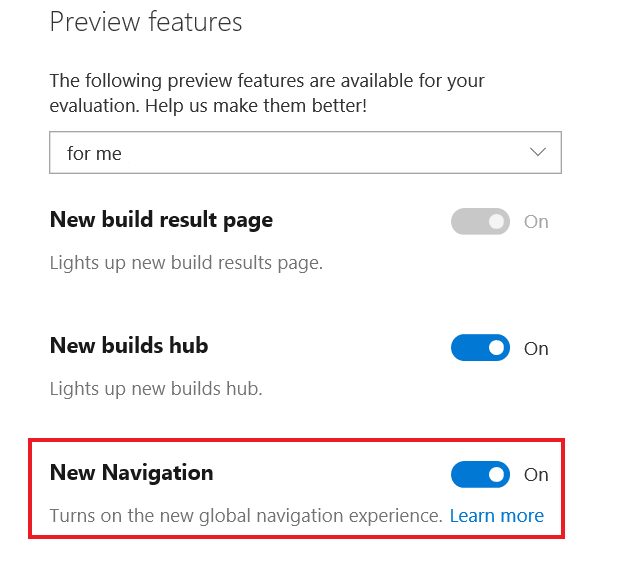 Preview features
The following preview features are available for your
evaluation. Help us make them better!
for me
New build result page
On
Lights up new build results page.
New builds hub
On
Lights up new builds hub.
New Navigation
On
Turns on the new global navigation experience. Learn more